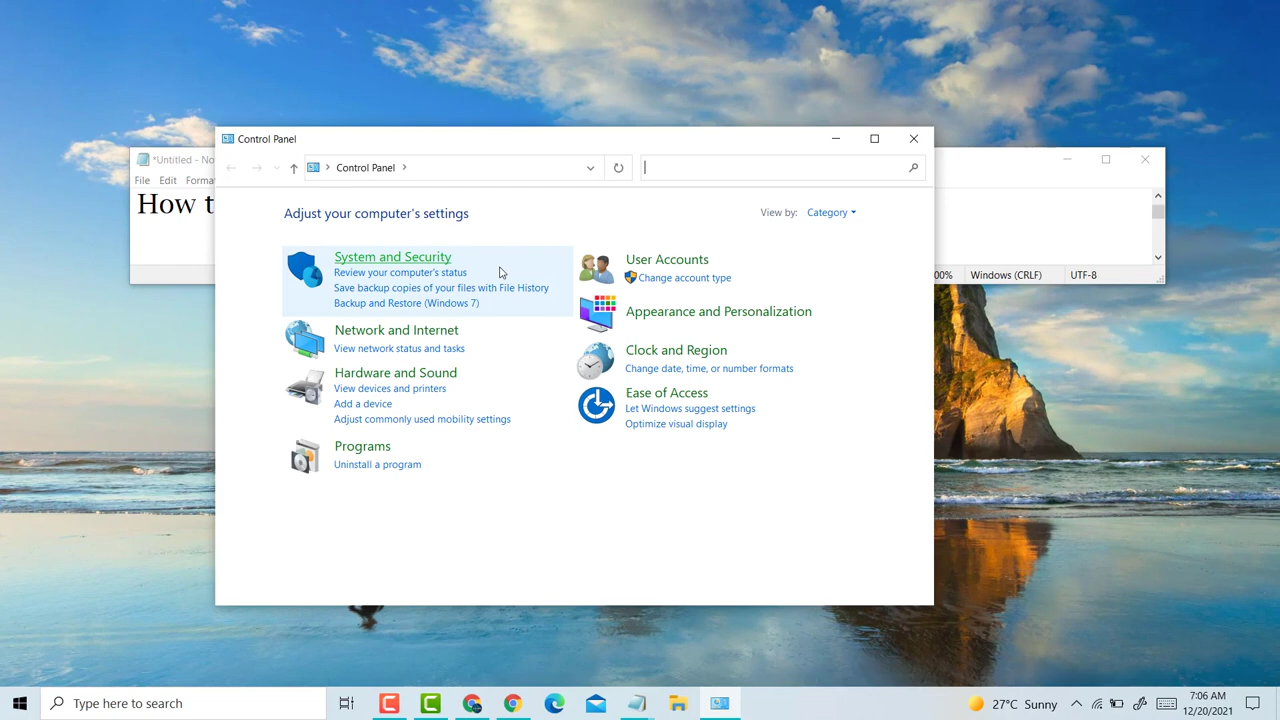 Control Panel
*Untitled - No
File Edit Forma
Control Panel
How t
Adjust your computer's settings
View by: Category
System and Security
Review your computer's status
Save backup copies of your files with File History
Backup and Restore (Windows 7)
Network and Internet
View network status and tasks
Hardware and Sound
View devices and printers
Add a device
Adjust commonly used mobility settings
Programs
Uninstall a program
User Accounts
Change account type
Appearance and Personalization
Clock and Region
Change date, time, or number formats
Ease of Access
Let Windows suggest settings
Optimize visual display
00% Windows (CRLF) UTF-8
Type here to search
27°C Sunny
7:06 AM
12/20/2021